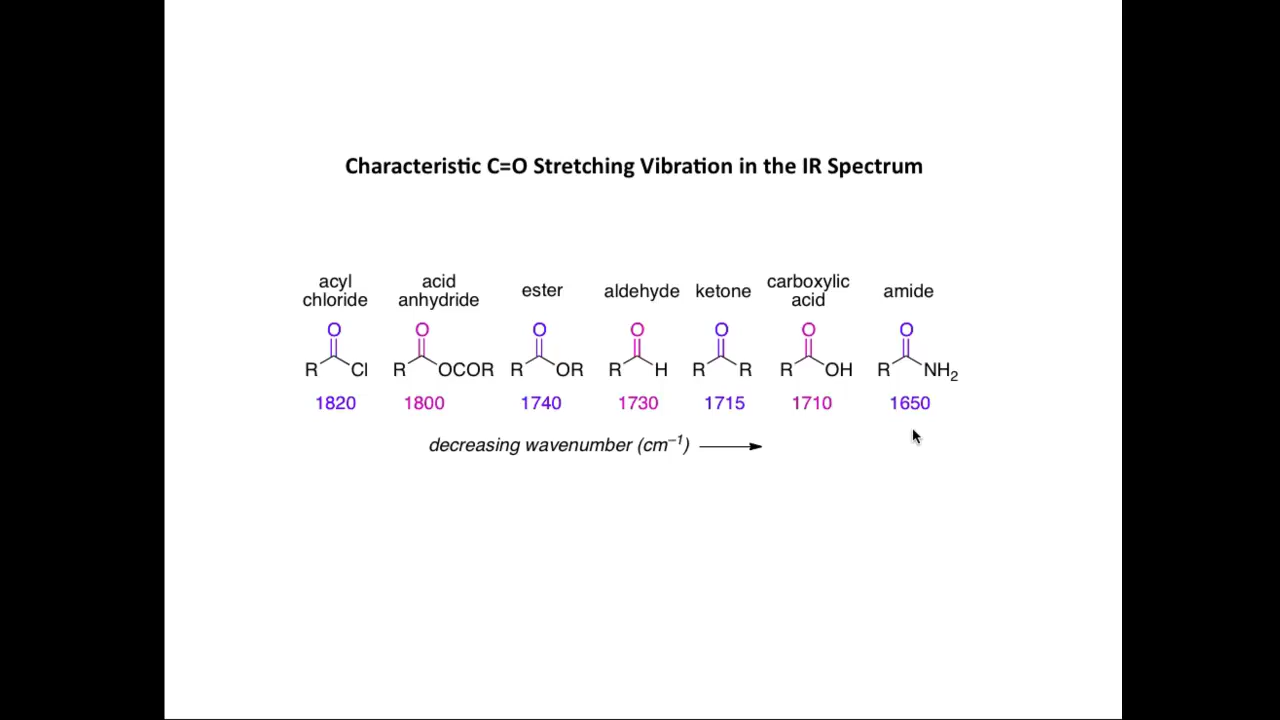 Characteristic C=O Stretching Vibration in the IR Spectrum
acyl chloride
acid anhydride
ester
aldehyde
ketone
carboxylic acid
amide
O O O O O O O
R Cl R OCOR R OR R H R R R OH R NH₂
1820 1800 1740 1730 1715 1710 1650
decreasing wavenumber (cm⁻¹)